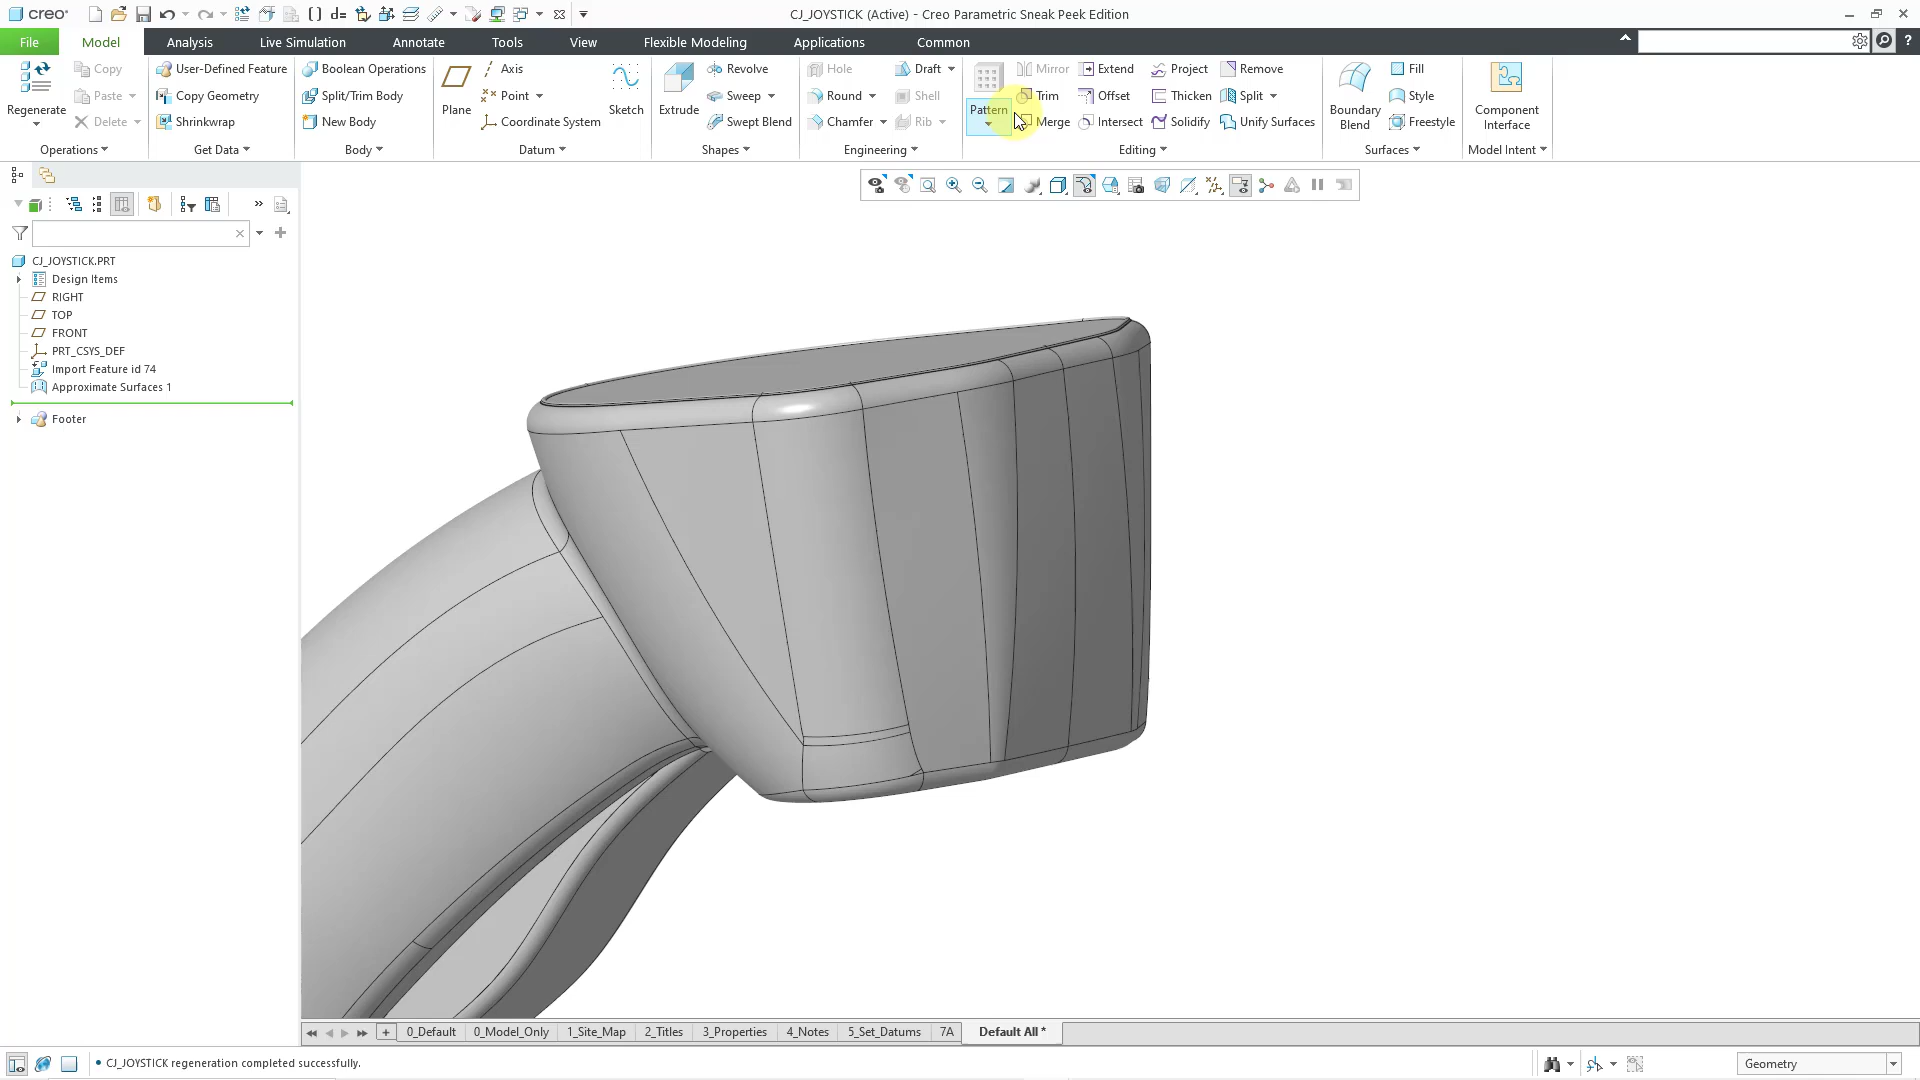 creo
CJ_JOYSTICK (Active) - Creo Parametric Sneak Peek Edition
File
Model
Analysis
Live Simulation
Annotate
Tools
View
Flexible Modeling
Applications
Common
Regenerate
Copy
Paste
Delete
Operations
User-Defined Feature
Copy Geometry
Shrinkwrap
Get Data
Boolean Operations
Split/Trim Body
New Body
Body
Plane
Axis
Point
Coordinate System
Sketch
Datum
Extrude
Revolve
Sweep
Swept Blend
Shapes
Hole
Round
Chamfer
Draft
Shell
Rib
Engineering
Pattern
Mirror
Trim
Merge
Extend
Offset
Intersect
Project
Thicken
Solidify
Remove
Split
Unify Surfaces
Editing
Boundary
Blend
Fill
Style
Freestyle
Surfaces
Component
Interface
Model Intent
CJ_JOYSTICK.PRT
Design Items
RIGHT
TOP
FRONT
PRT_CSYS_DEF
Import Feature id 74
Approximate Surfaces 1
Footer
0_Default
0_Model_Only
1_Site_Map
2_Titles
3_Properties
4_Notes
5_Set_Datums
7A
Default All *
• CJ_JOYSTICK regeneration completed successfully.
Geometry